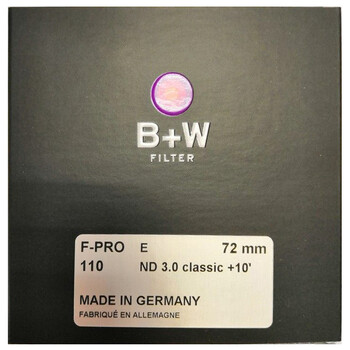 B+W
FILTER
F-PRO E 72 mm
110 ND 3.0 classic +10'
MADE IN GERMANY
FABRIQUÉ EN ALLEMAGNE